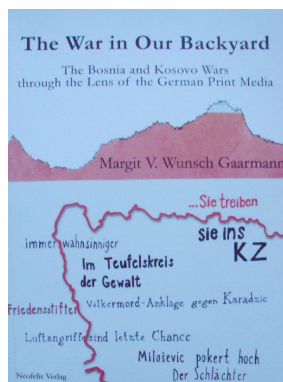 The War in Our Backyard
The Bosnia and Kosovo Wars
through the Lens of the German Print Media
Margit V. Wunsch Gaarmann
...Sie treiben
sie ins
KZ
immer wahnsinniger
Im Teufelskreis
der Gewalt
Friedensstifter
Völkermord-Anklage gegen Karadzic
Luftangriffe sind letzte Chance
Milošević pokert hoch
Der Schlächter
Neofelis Verlag